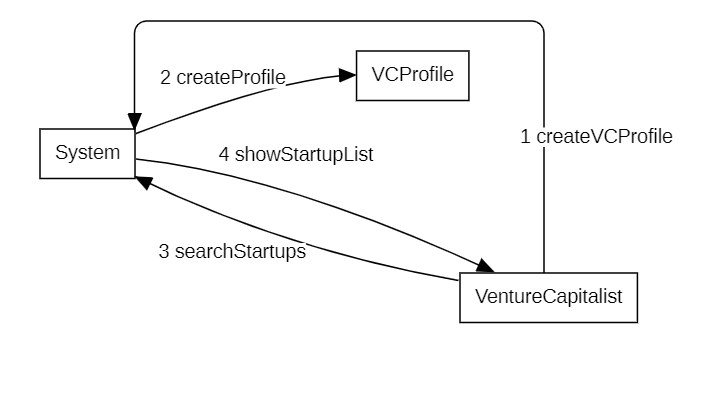 2 createProfile
VCProfile
1 createVCProfile
System
4 showStartupList
3 searchStartups
VentureCapitalist